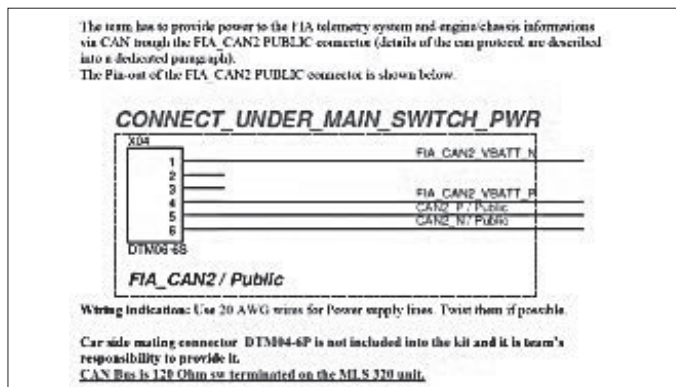 The team has to provide power to the FIA telemetry system and engine/chassis informations
via CAN trough the FIA_CAN2 PUBLIC connector (details of the can protocol are described
into a dedicated paragraph).
The Pin-out of the FIA_CAN2 PUBLIC connector is shown below.
CONNECT_UNDER_MAIN_SWITCH_PWR
X04
1
FIA_CAN2_VBATT_N
2
3
4
FIA_CAN2_VBATT_P
5
CAN2_P / Public
6
CAN2_N / Public
DTM06-6S
FIA_CAN2 / Public
Wiring indication: Use 20 AWG wires for Power supply lines. Twist them if possible.
Car side mating connector DTM04-6P is not included into the kit and it is team's
responsibility to provide it.
CAN Bus is 120 Ohm sw terminated on the MLS 320 unit.